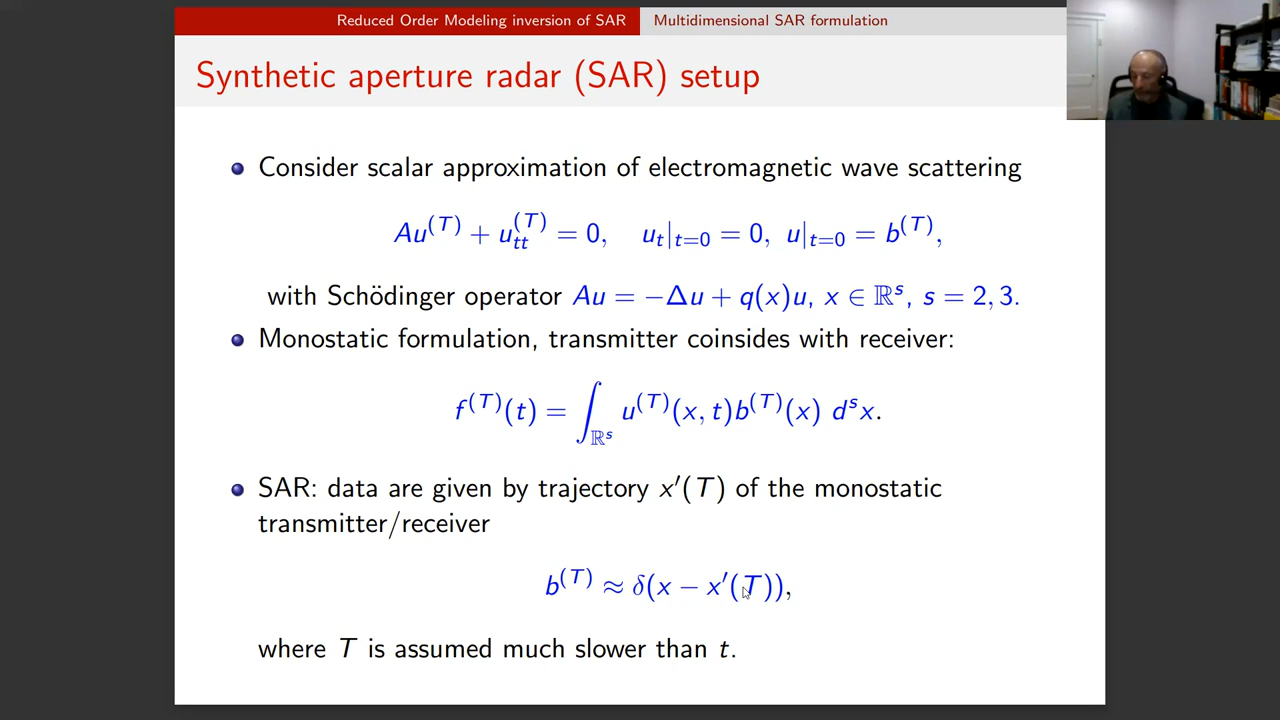 Reduced Order Modeling inversion of SAR Multidimensional SAR formulation
Synthetic aperture radar (SAR) setup
Consider scalar approximation of electromagnetic wave scattering
Au^(T) + u_tt^(T) = 0, u_t|_{t=0} = 0, u|_{t=0} = b^(T),
with Schödinger operator Au = −Δu + q(x)u, x ∈ ℝ^s, s = 2, 3.
Monostatic formulation, transmitter coinsides with receiver:
f^(T)(t) = ∫_{ℝ^s} u^(T)(x, t)b^(T)(x) d^s x.
SAR: data are given by trajectory x′(T) of the monostatic
transmitter/receiver
b^(T) ≈ δ(x − x′(T)),
where T is assumed much slower than t.